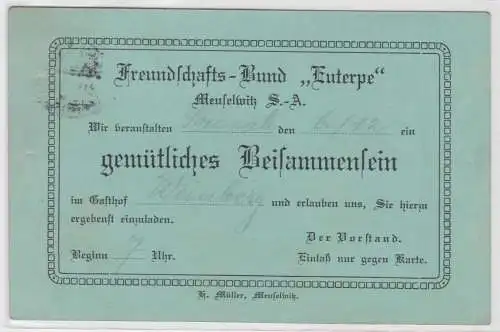 Freundschafts-Bund „Euterpe“
Meuselwitz S.-A.
Wir veranstalten den ein
gemütliches Beisammensein
im Gasthof Weinberg und erlauben uns, Sie hierzu
ergebenst einzuladen.
Der Vorstand.
Beginn 7 Uhr. Einlaß nur gegen Karte.
H. Müller, Meuselwitz.